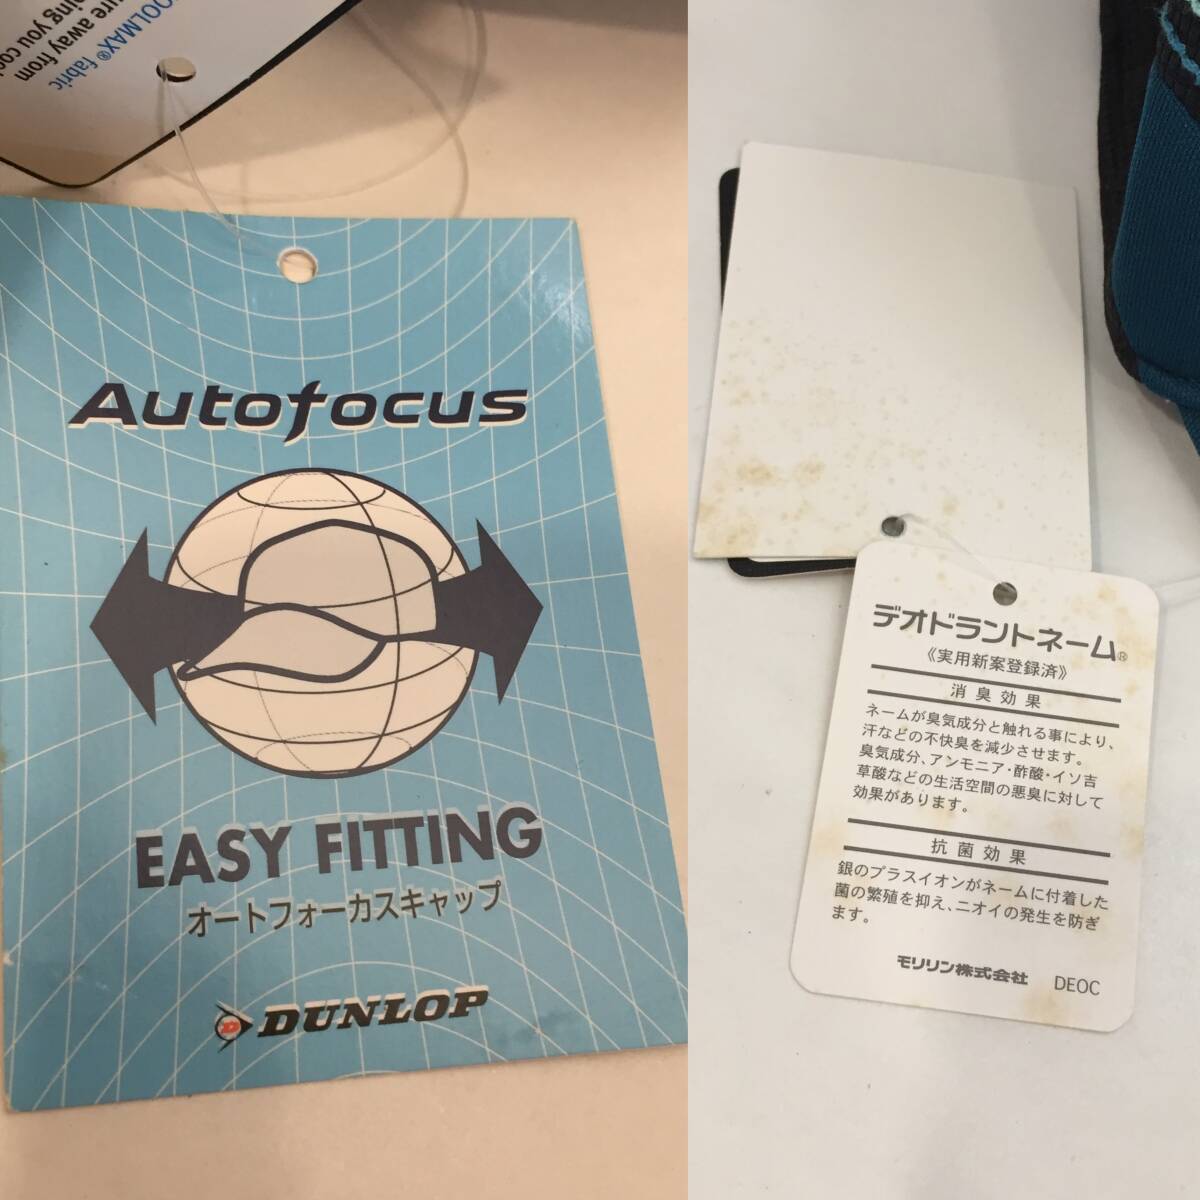 COOLMAX® fabric
ure away from
ping you cool
Autofocus
EASY FITTING
オートフォーカスキャップ
D DUNLOP
デオドラントネーム®
《実用新案登録済》
消臭効果
ネームが臭気成分と触れる事により、
汗などの不快臭を減少させます。
臭気成分、アンモニア・酢酸・イソ吉
草酸などの生活空間の悪臭に対して
効果があります。
抗菌効果
銀のプラスイオンがネームに付着した
菌の繁殖を抑え、ニオイの発生を防ぎ
ます。
モリリン株式会社 DEOC